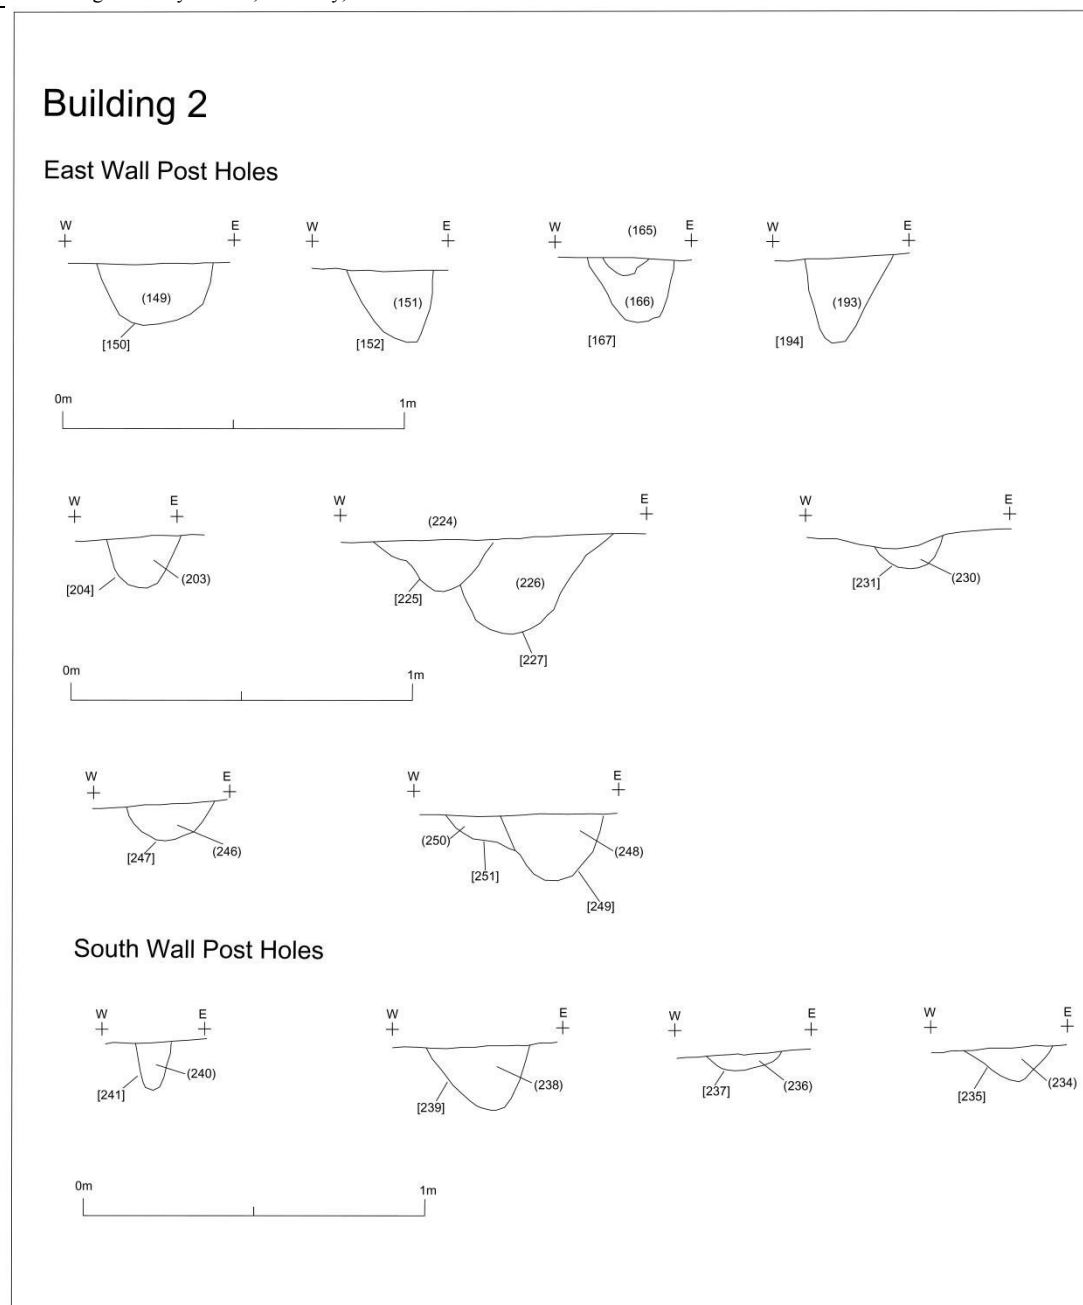 Building 2
East Wall Post Holes
W E W E W E W E
(165)
(149) (151) (166) (193)
[150] [152] [167] [194]
0m 1m
W E W E W E
(224)
[204] (203) [225] (226) [231] (230)
[227]
0m 1m
W E W E
[247] (246) (250) (248)
[251]
[249]
South Wall Post Holes
W E W E W E W E
[241] (240) [239] (238) [237] (236) [235] (234)
0m 1m